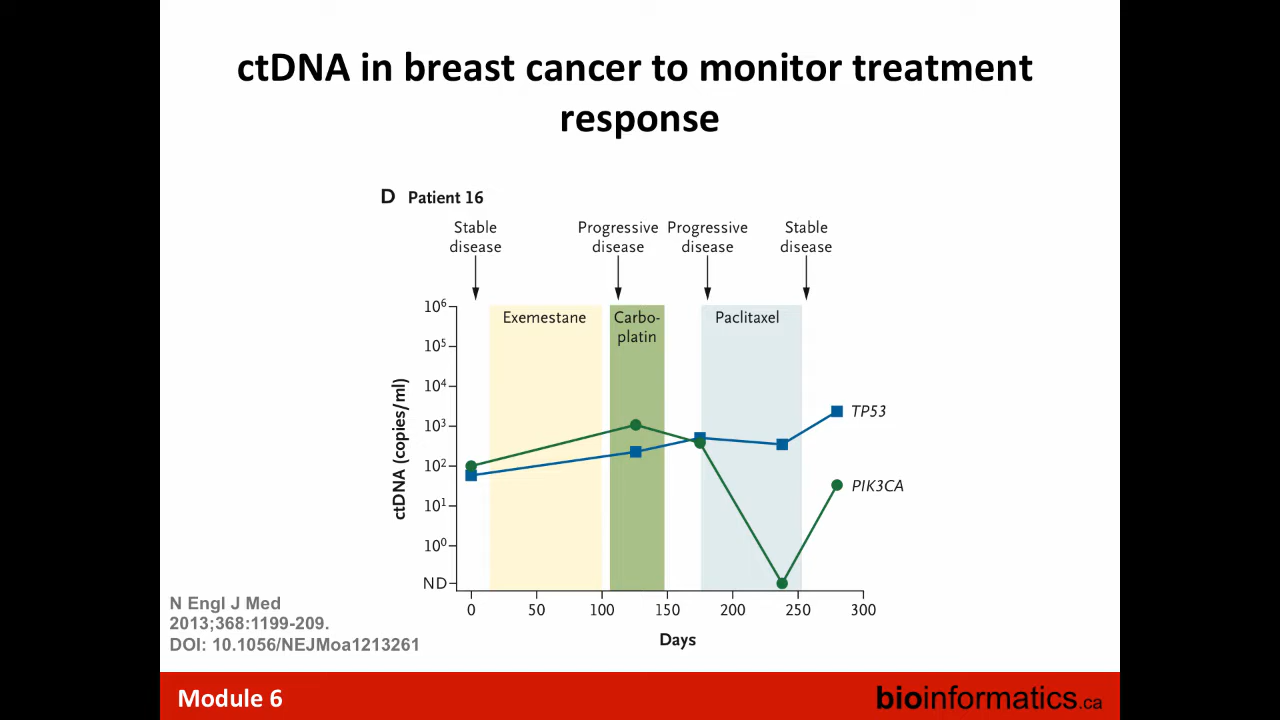 ctDNA in breast cancer to monitor treatment
response
D Patient 16
Stable
disease
Progressive
disease
Progressive
disease
Stable
disease
Exemestane
Carbo-
platin
Paclitaxel
ctDNA (copies/ml)
10⁶
10⁵
10⁴
10³
10²
10¹
10⁰
ND
TP53
PIK3CA
0 50 100 150 200 250 300
Days
N Engl J Med
2013;368:1199-209.
DOI: 10.1056/NEJMoa1213261
Module 6
bioinformatics.ca